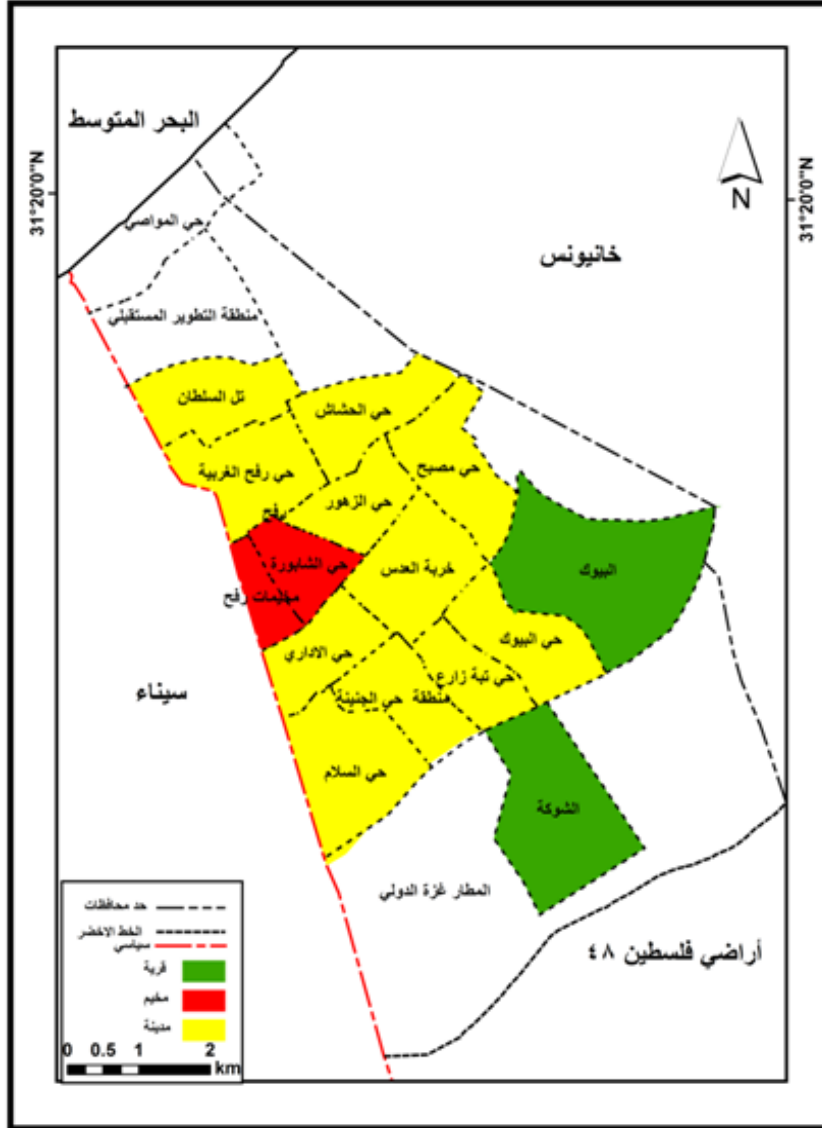 البحر المتوسط
31°20'0"N
31°20'0"N
N
حي المواصي
خانيونس
منطقة التطوير المستقبلي
تل السلطان
حي الحشاش
حي رفح الغربية
حي مصبح
حي الزهور
رفح
حي الشابورة
خربة العدس
البيوك
مخيمات رفح
حي البيوك
حي الاداري
حي تبة زارع
سيناء
حي الجنينة
منطقة
حي السلام
الشوكة
المطار غزة الدولي
أراضي فلسطين ٤٨
حد محافظات
الخط الاخضر
سياسي
قرية
مخيم
مدينة
0 0.5 1 2
km